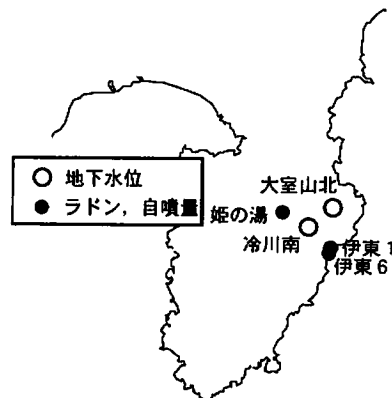 大室山北
地下水位
ラドン，自噴量
姫の湯
冷川南
伊東1
伊東6